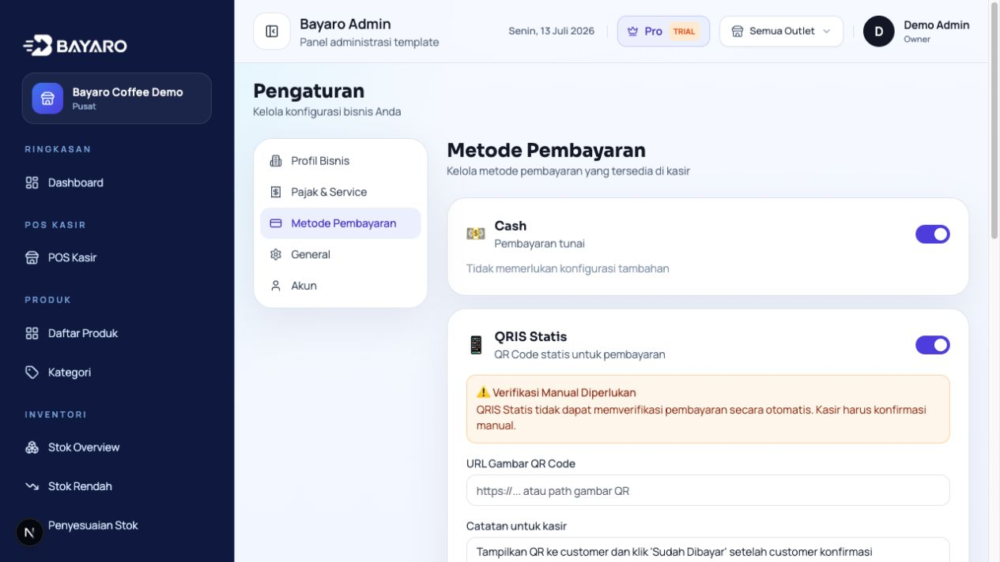 BAYARO
Bayaro Coffee Demo
Pusat
RINGKASAN
Dashboard
POS KASIR
POS Kasir
PRODUK
Daftar Produk
Kategori
INVENTORI
Stok Overview
Stok Rendah
Penyesuaian Stok
N
Bayaro Admin
Panel administrasi template
Senin, 13 Juli 2026
Pro TRIAL
Semua Outlet
D
Demo Admin
Owner
Pengaturan
Kelola konfigurasi bisnis Anda
Profil Bisnis
Pajak & Service
Metode Pembayaran
General
Akun
Metode Pembayaran
Kelola metode pembayaran yang tersedia di kasir
Cash
Pembayaran tunai
Tidak memerlukan konfigurasi tambahan
QRIS Statis
QR Code statis untuk pembayaran
⚠️ Verifikasi Manual Diperlukan
QRIS Statis tidak dapat memverifikasi pembayaran secara otomatis. Kasir harus konfirmasi
manual.
URL Gambar QR Code
https://... atau path gambar QR
Catatan untuk kasir
Tampilkan QR ke customer dan klik 'Sudah Dibayar' setelah customer konfirmasi